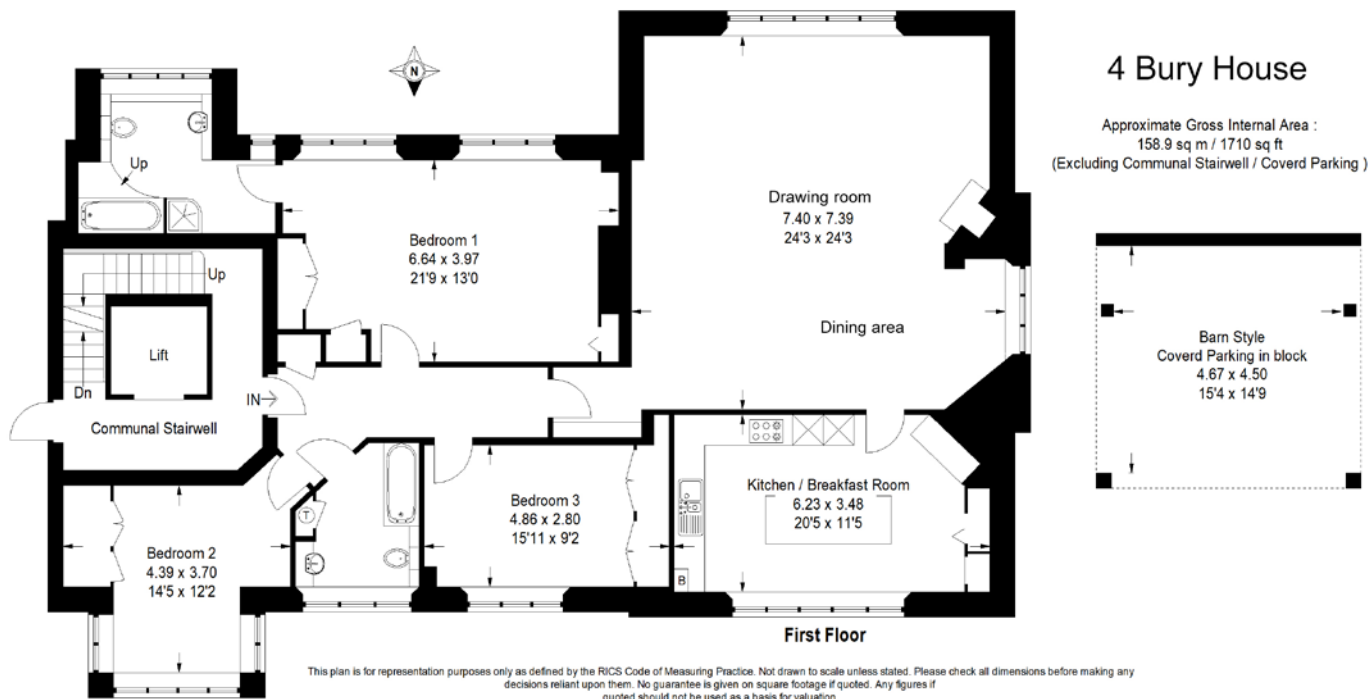 4 Bury House
Approximate Gross Internal Area :
158.9 sq m / 1710 sq ft
(Excluding Communal Stairwell / Coverd Parking )
N
Up
Bedroom 1
6.64 x 3.97
21'9 x 13'0
Drawing room
7.40 x 7.39
24'3 x 24'3
Dining area
Up
Lift
Dn
IN
Communal Stairwell
Barn Style
Coverd Parking in block
4.67 x 4.50
15'4 x 14'9
Bedroom 2
4.39 x 3.70
14'5 x 12'2
T
Bedroom 3
4.86 x 2.80
15'11 x 9'2
Kitchen / Breakfast Room
6.23 x 3.48
20'5 x 11'5
B
First Floor
This plan is for representation purposes only as defined by the RICS Code of Measuring Practice. Not drawn to scale unless stated. Please check all dimensions before making any
decisions reliant upon them. No guarantee is given on square footage if quoted. Any figures if
quoted should not be used as a basis for valuation.